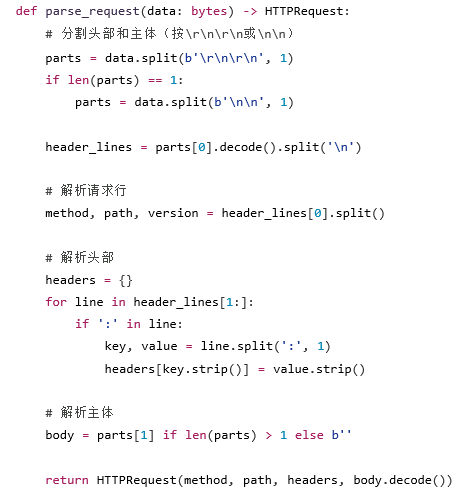 def parse_request(data: bytes) -> HTTPRequest:
    # 分割头部和主体（按\r\n\r\n或\n\n）
    parts = data.split(b'\r\n\r\n', 1)
    if len(parts) == 1:
        parts = data.split(b'\n\n', 1)

    header_lines = parts[0].decode().split('\n')

    # 解析请求行
    method, path, version = header_lines[0].split()

    # 解析头部
    headers = {}
    for line in header_lines[1:]:
        if ':' in line:
            key, value = line.split(':', 1)
            headers[key.strip()] = value.strip()

    # 解析主体
    body = parts[1] if len(parts) > 1 else b''

    return HTTPRequest(method, path, headers, body.decode())